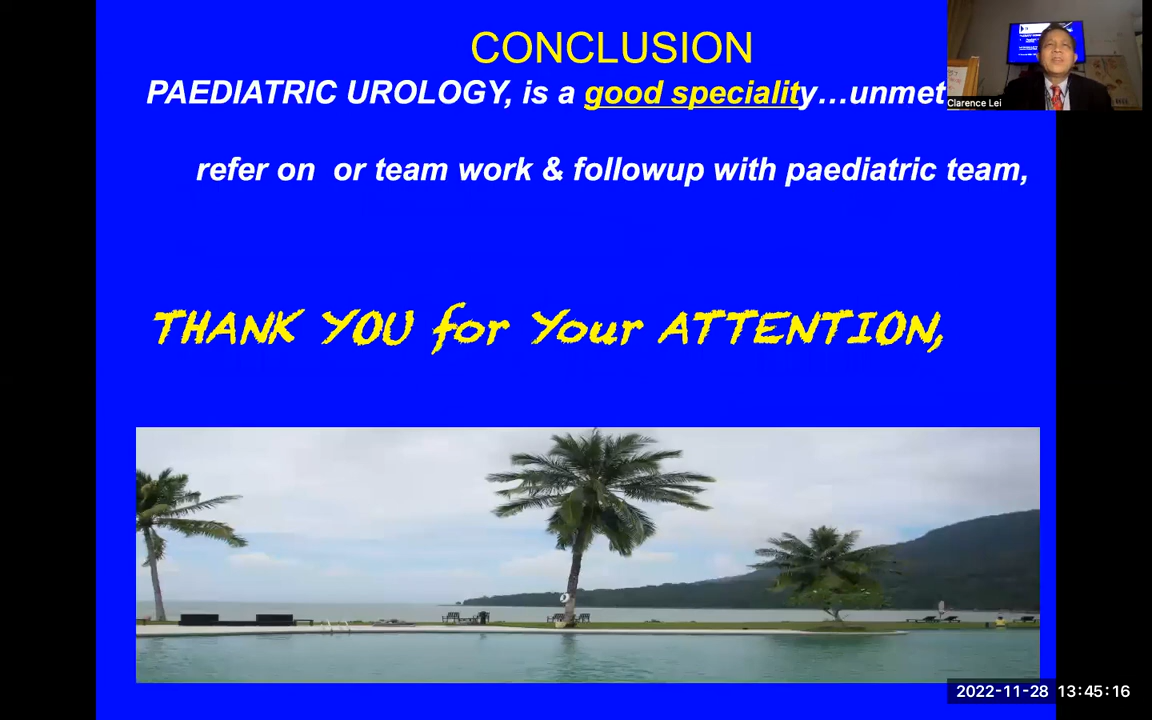 CONCLUSION
PAEDIATRIC UROLOGY, is a good speciality...unmet
refer on or team work & followup with paediatric team,
THANK YOU for Your ATTENTION,
Clarence Lei
2022-11-28 13:45:16